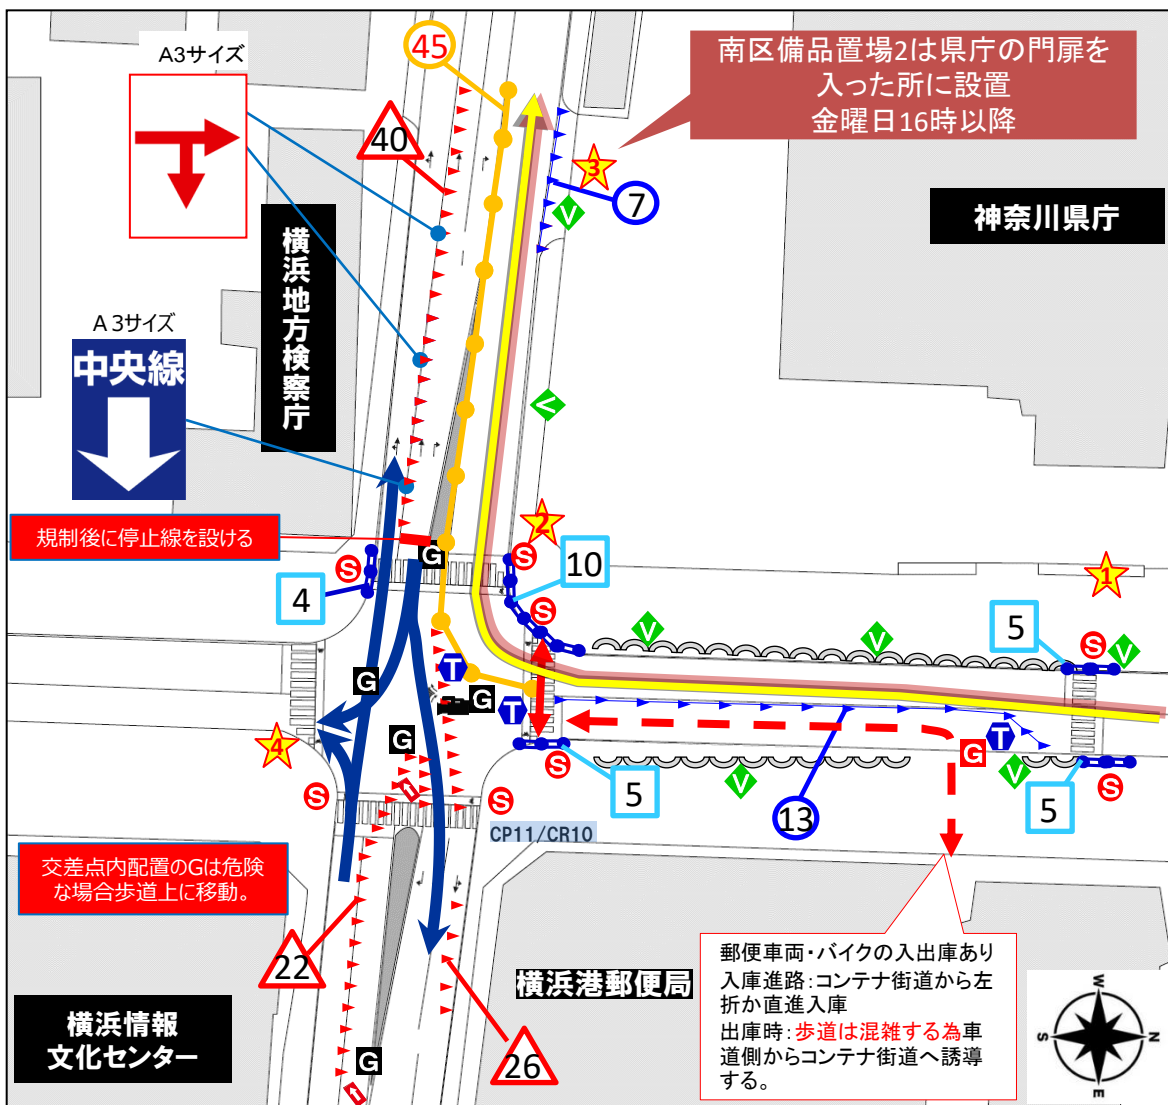 A3サイズ
45
南区備品置場2は県庁の門扉を
入った所に設置
金曜日16時以降
40
3
7
V
神奈川県庁
横浜地方検察庁
A3サイズ
中央線
V
規制後に停止線を設ける
2
G
S
S
10
4
S
1
5
S
V
V
V
T
G
G
T
G
T
G
4
S
5
S
V
V
5
S
S
13
CP11/CR10
交差点内配置のGは危険
な場合歩道上に移動。
22
26
G
横浜港郵便局
横浜情報
文化センター
郵便車両・バイクの入出庫あり
入庫進路:コンテナ街道から左
折か直進入庫
出庫時:歩道は混雑する為車
道側からコンテナ街道へ誘導
する。
W
S
N
E